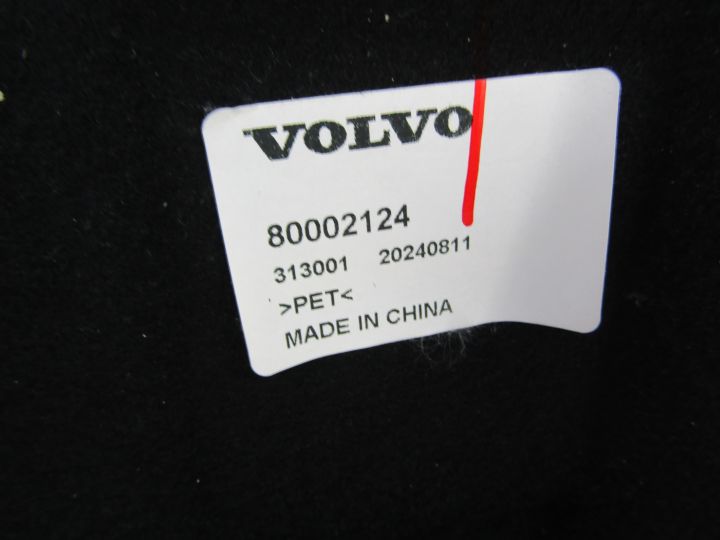 VOLVO
80002124
313001 20240811
>PET<
MADE IN CHINA